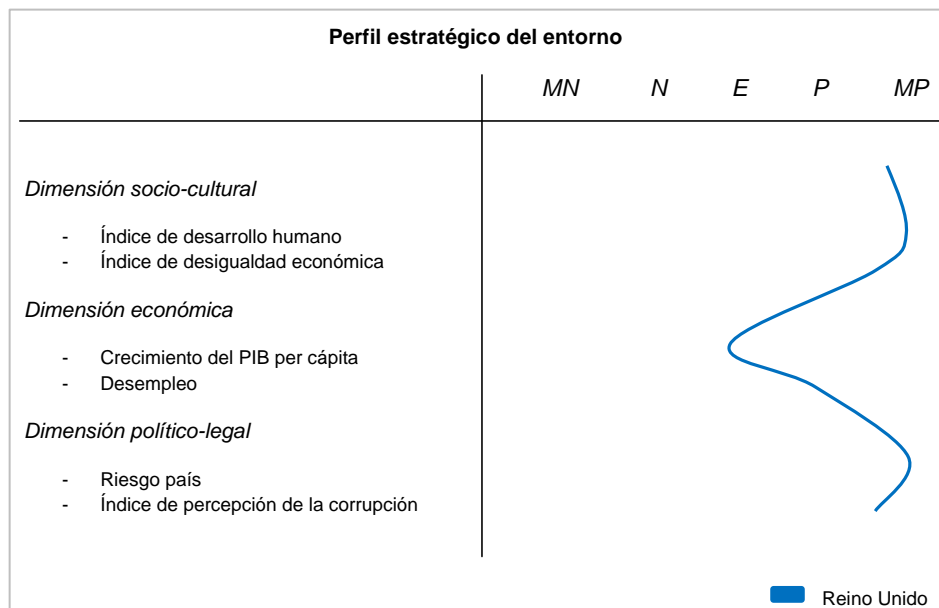 Perfil estratégico del entorno
MN N E P MP
Dimensión socio-cultural
- Índice de desarrollo humano
- Índice de desigualdad económica
Dimensión económica
- Crecimiento del PIB per cápita
- Desempleo
Dimensión político-legal
- Riesgo país
- Índice de percepción de la corrupción
Reino Unido